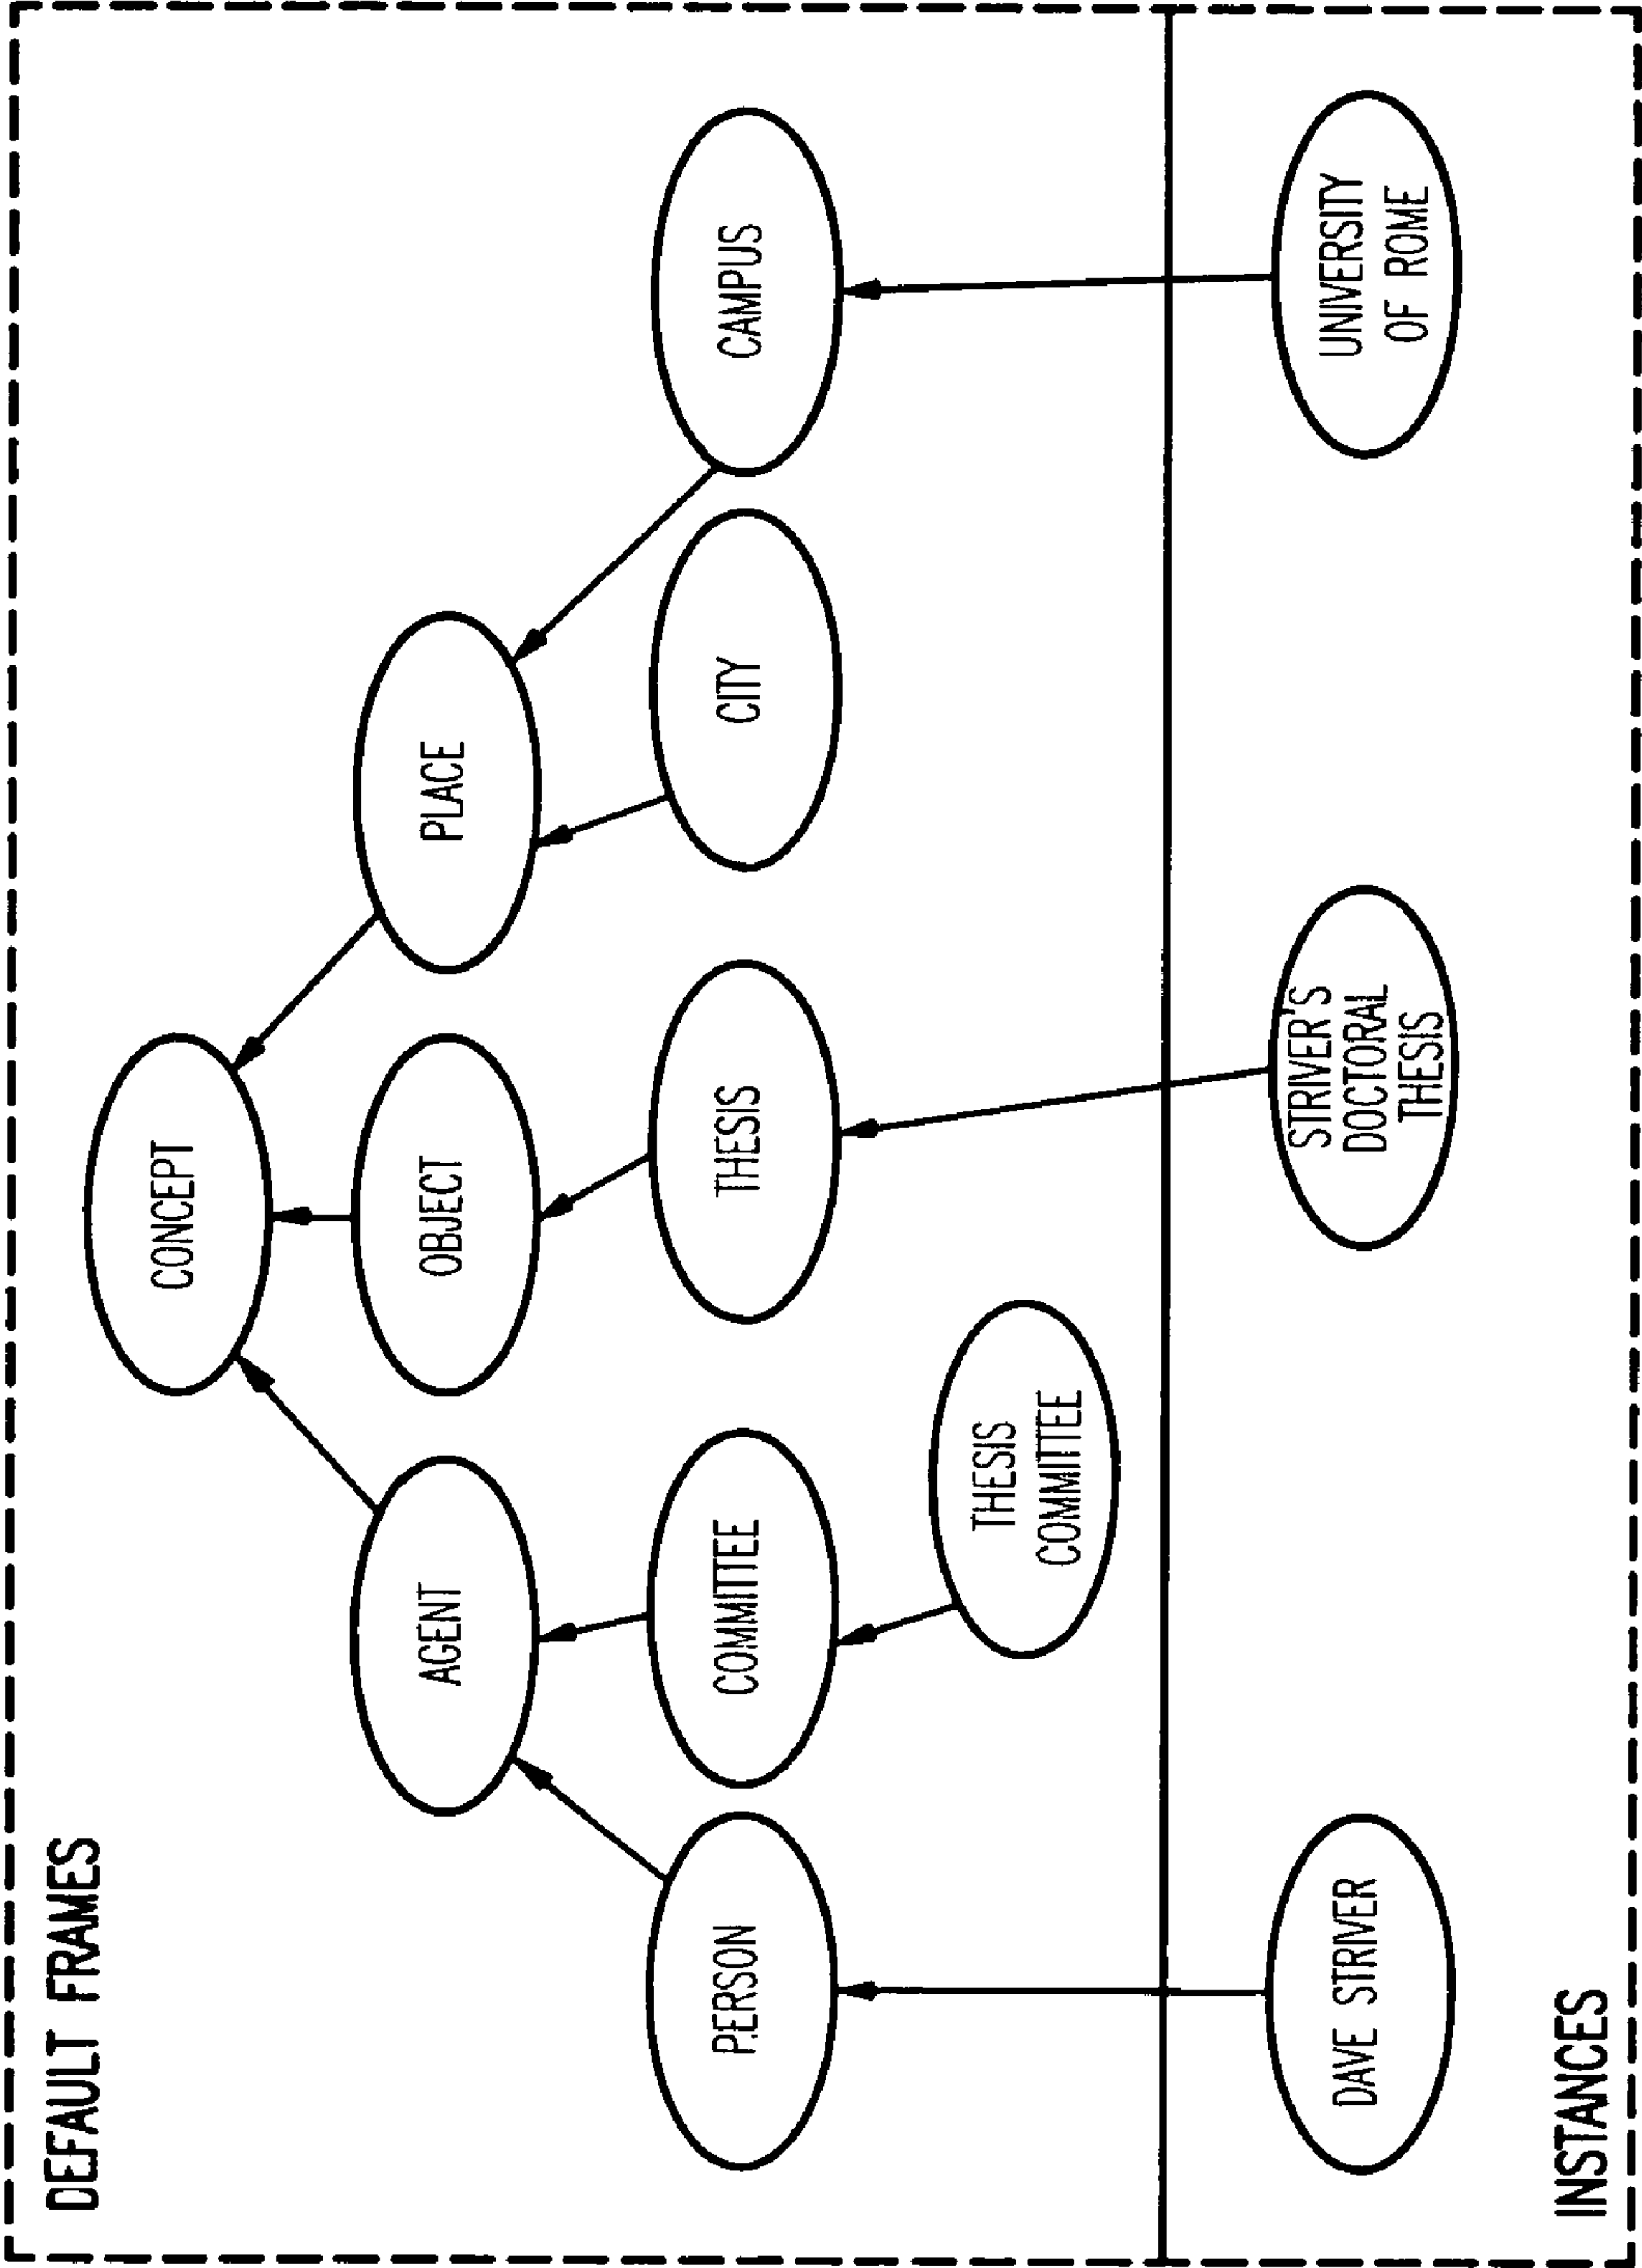 DEFAULT FRAMES
CONCEPT
AGENT
OBJECT
PLACE
PERSON
COMMITTEE
THESIS
CITY
CAMPUS
THESIS
COMMITTEE
DAVE STRIVER
STRIVER'S
DOCTORAL
THESIS
UNIVERSITY
OF ROME
INSTANCES